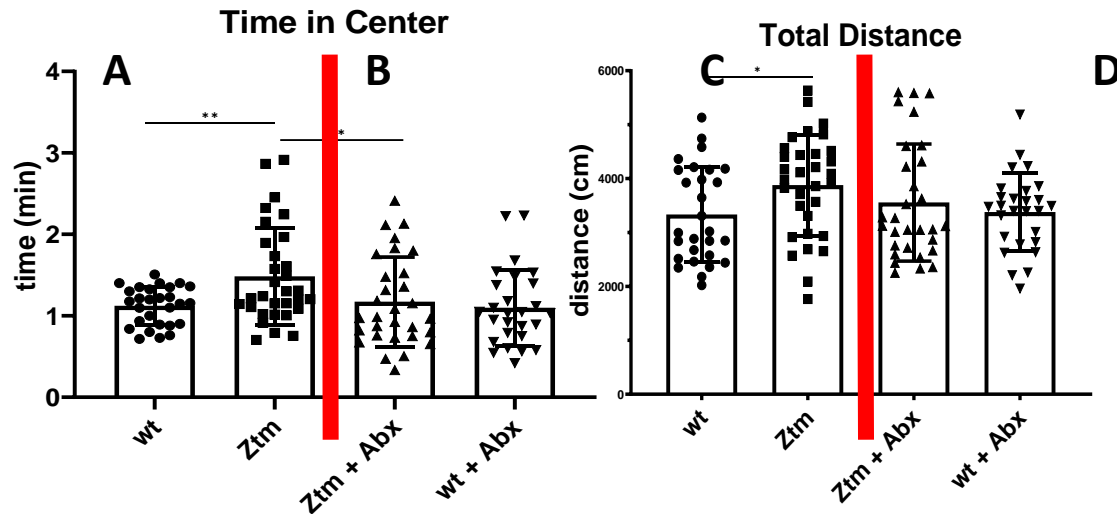 Time in Center
A
B
time (min)
4
3
2
1
0
**
*
wt
Ztm
Ztm + Abx
wt + Abx
Total Distance
C
D
distance (cm)
6000
4000
2000
0
*
wt
Ztm
Ztm + Abx
wt + Abx